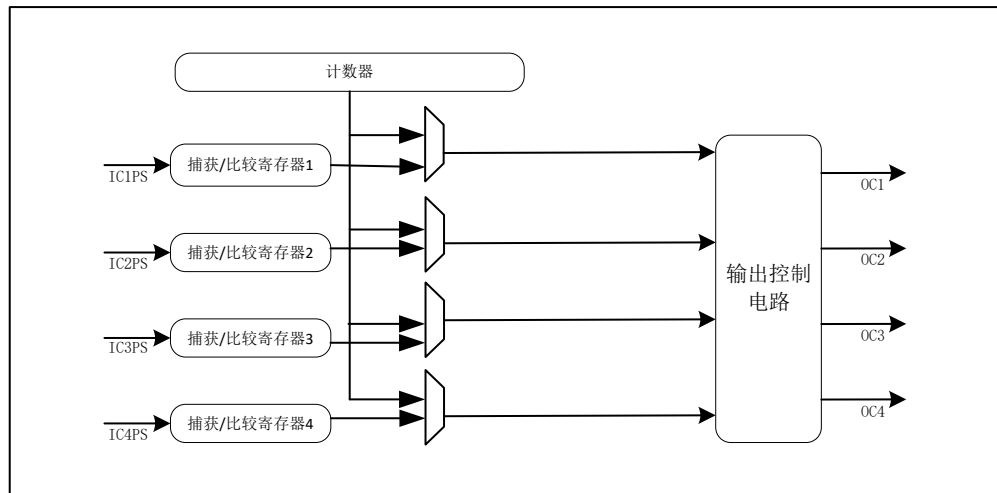 计数器
IC1PS
捕获/比较寄存器1
OC1
IC2PS
捕获/比较寄存器2
OC2
输出控制
电路
IC3PS
捕获/比较寄存器3
OC3
IC4PS
捕获/比较寄存器4
OC4